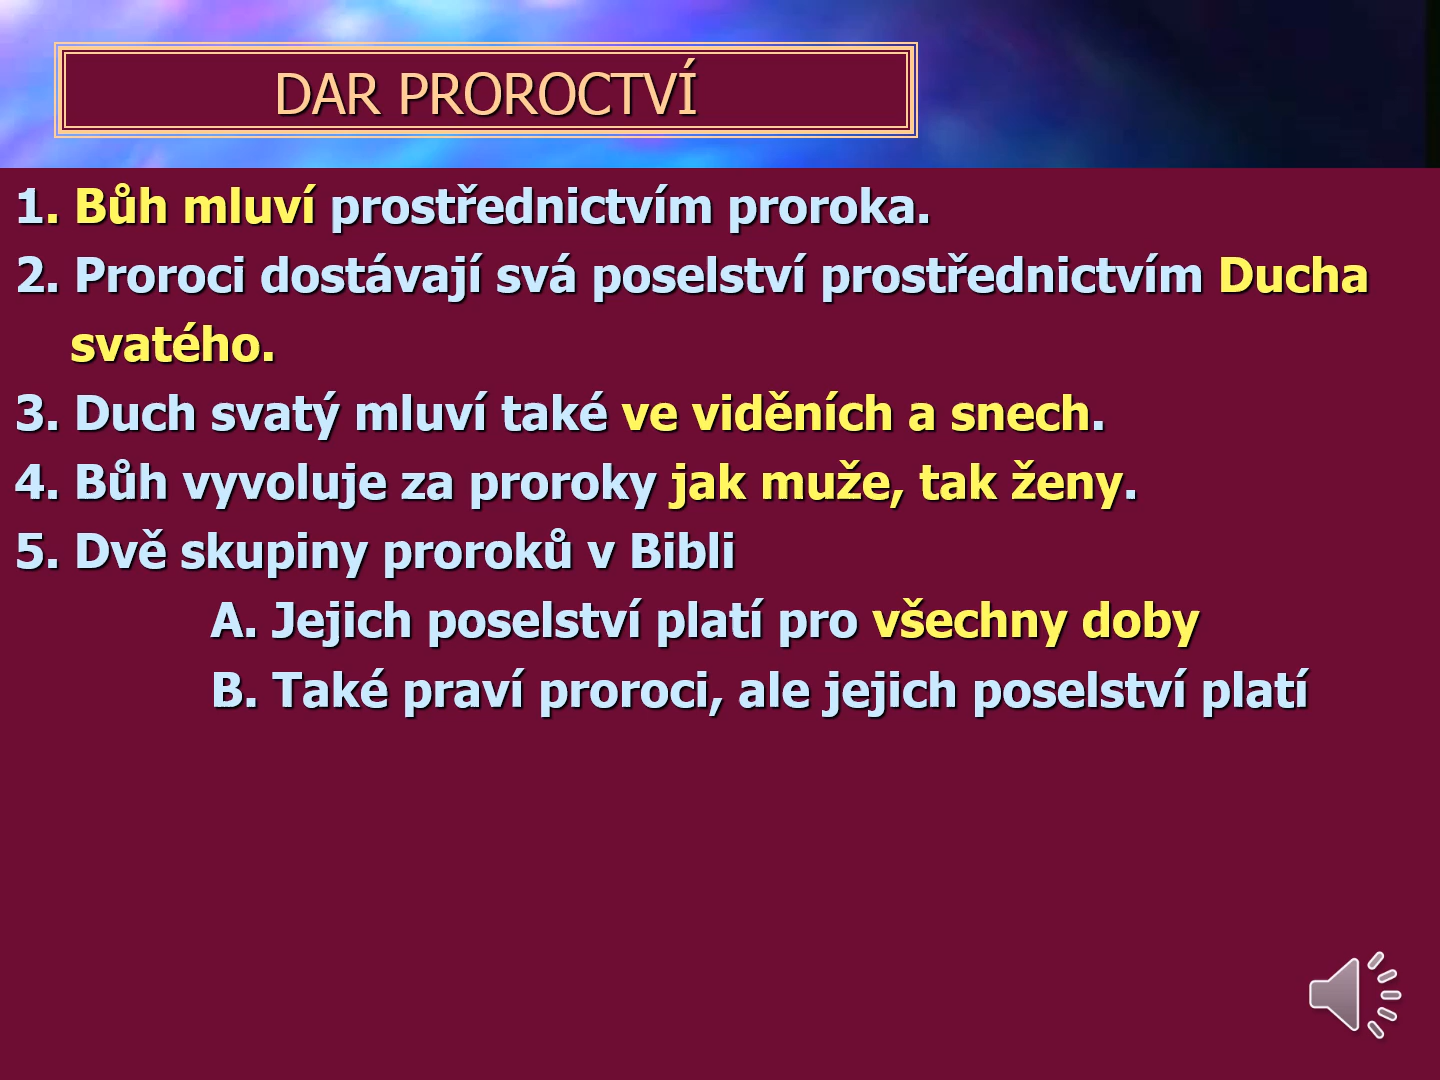 DAR PROROCTVÍ
1. Bůh mluví prostřednictvím proroka.
2. Proroci dostávají svá poselství prostřednictvím Ducha
svatého.
3. Duch svatý mluví také ve viděních a snech.
4. Bůh vyvoluje za proroky jak muže, tak ženy.
5. Dvě skupiny proroků v Bibli
A. Jejich poselství platí pro všechny doby
B. Také praví proroci, ale jejich poselství platí